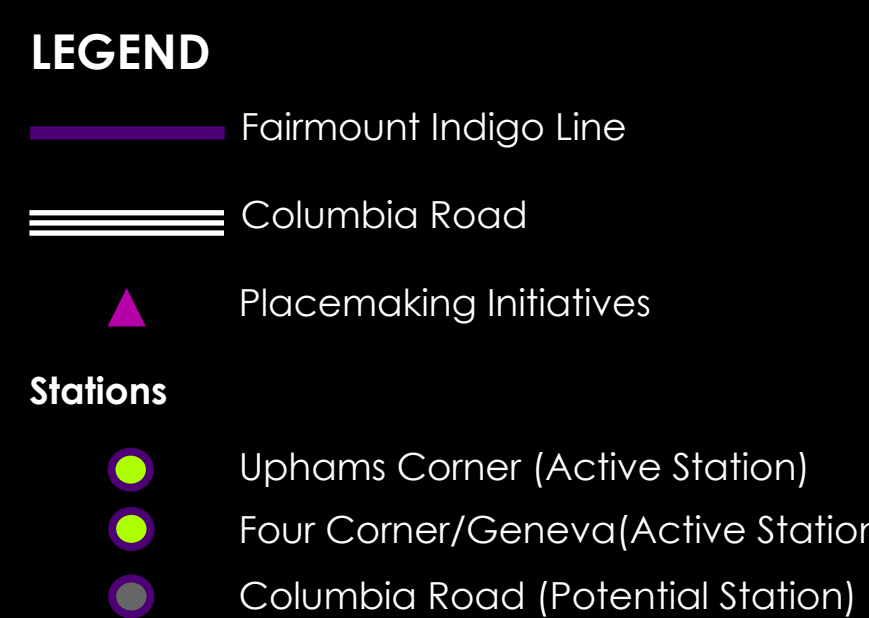 LEGEND
Fairmount Indigo Line
Columbia Road
Placemaking Initiatives
Stations
Uphams Corner (Active Station)
Four Corner/Geneva(Active Station
Columbia Road (Potential Station)